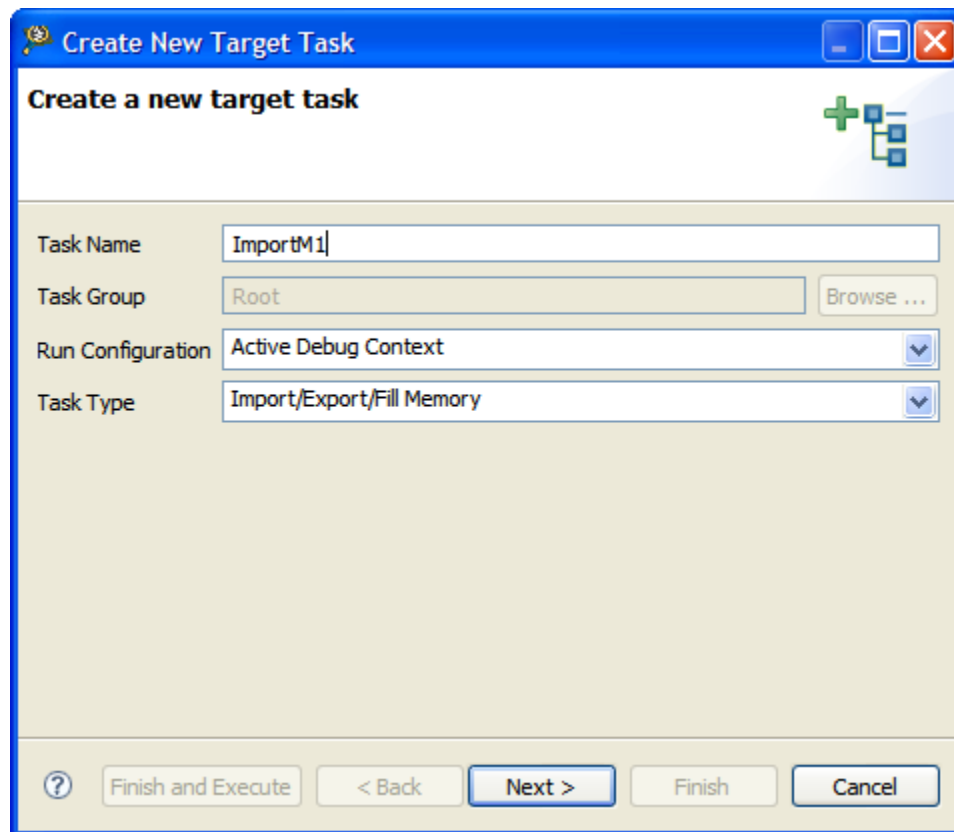 Create New Target Task
Create a new target task
Task Name ImportM1
Task Group Root Browse ...
Run Configuration Active Debug Context
Task Type Import/Export/Fill Memory
? Finish and Execute < Back Next > Finish Cancel